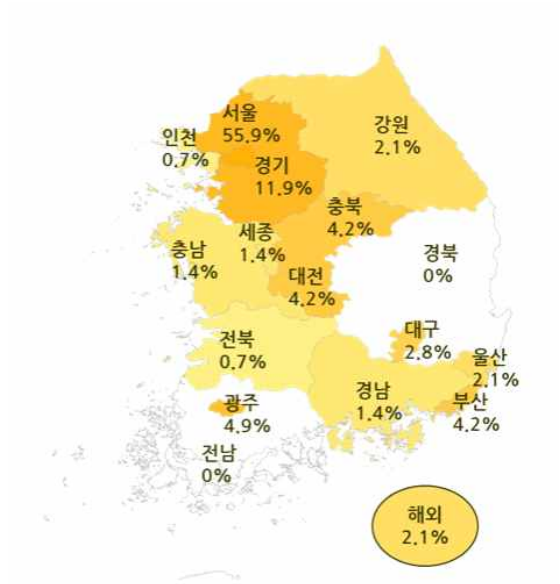 서울
55.9%
인천
0.7%
강원
2.1%
경기
11.9%
충북
4.2%
세종
1.4%
충남
1.4%
경북
0%
대전
4.2%
대구
2.8%
전북
0.7%
울산
2.1%
경남
1.4%
부산
4.2%
광주
4.9%
전남
0%
해외
2.1%